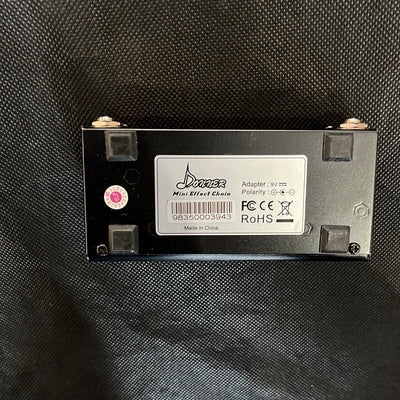 Donner
Mini Effect Chain
Adapter : 9V
Polarity :
98350003943
FC CE
RoHS
Made in China